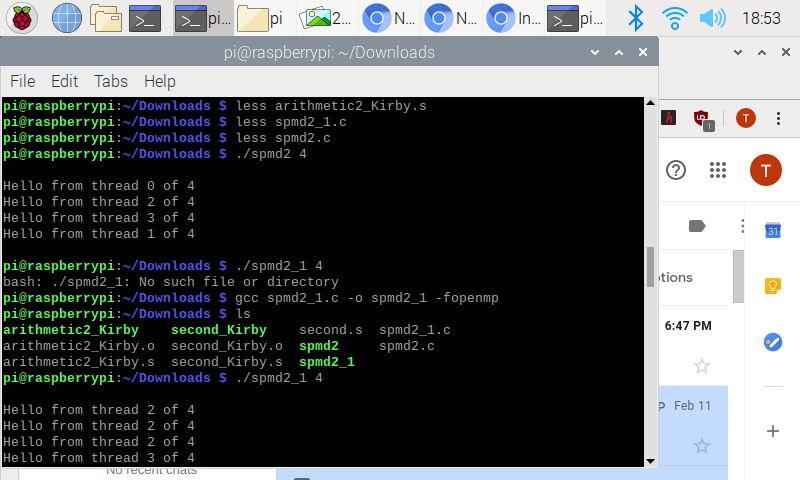 pi...
pi
2...
N...
N...
In...
pi...
18:53
pi@raspberrypi: ~/Downloads
File Edit Tabs Help
pi@raspberrypi:~/Downloads $ less arithmetic2_Kirby.s
pi@raspberrypi:~/Downloads $ less spmd2_1.c
pi@raspberrypi:~/Downloads $ less spmd2.c
pi@raspberrypi:~/Downloads $ ./spmd2 4
Hello from thread 0 of 4
Hello from thread 2 of 4
Hello from thread 3 of 4
Hello from thread 1 of 4
pi@raspberrypi:~/Downloads $ ./spmd2_1 4
bash: ./spmd2_1: No such file or directory
pi@raspberrypi:~/Downloads $ gcc spmd2_1.c -o spmd2_1 -fopenmp
pi@raspberrypi:~/Downloads $ ls
arithmetic2_Kirby second_Kirby second.s spmd2_1.c
arithmetic2_Kirby.o second_Kirby.o spmd2 spmd2.c
arithmetic2_Kirby.s second_Kirby.s spmd2_1
pi@raspberrypi:~/Downloads $ ./spmd2_1 4
Hello from thread 2 of 4
Hello from thread 2 of 4
Hello from thread 2 of 4
Hello from thread 3 of 4
h
1
T
T
31
ptions
6:47 PM
P Feb 11
No recent chats